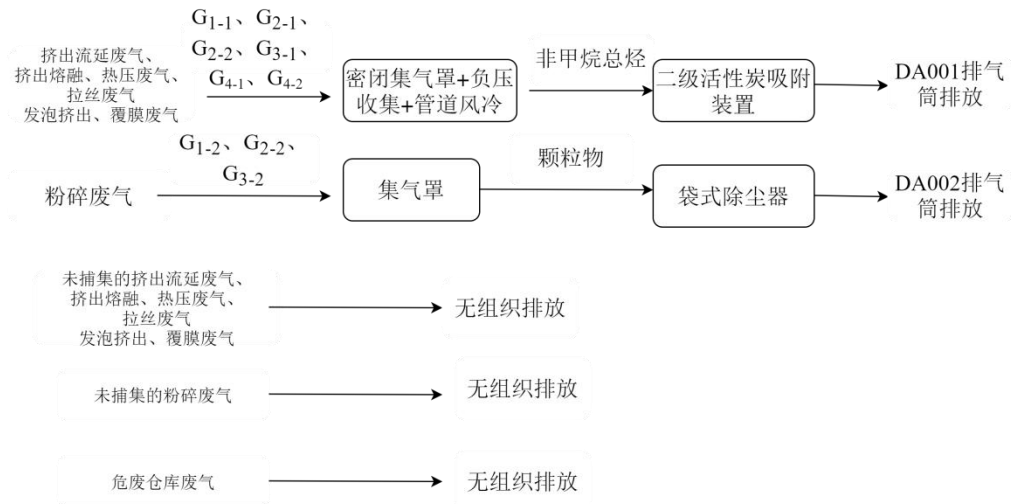 G1-1、G2-1、
G2-2、G3-1、
G4-1、G4-2
挤出流延废气、
挤出熔融、热压废气、
拉丝废气
发泡挤出、覆膜废气
密闭集气罩+负压
收集+管道风冷
非甲烷总烃
二级活性炭吸附
装置
DA001排气
筒排放
G1-2、G2-2、
G3-2
粉碎废气
集气罩
颗粒物
袋式除尘器
DA002排气
筒排放
未捕集的挤出流延废气、
挤出熔融、热压废气、
拉丝废气
发泡挤出、覆膜废气
无组织排放
未捕集的粉碎废气
无组织排放
危废仓库废气
无组织排放